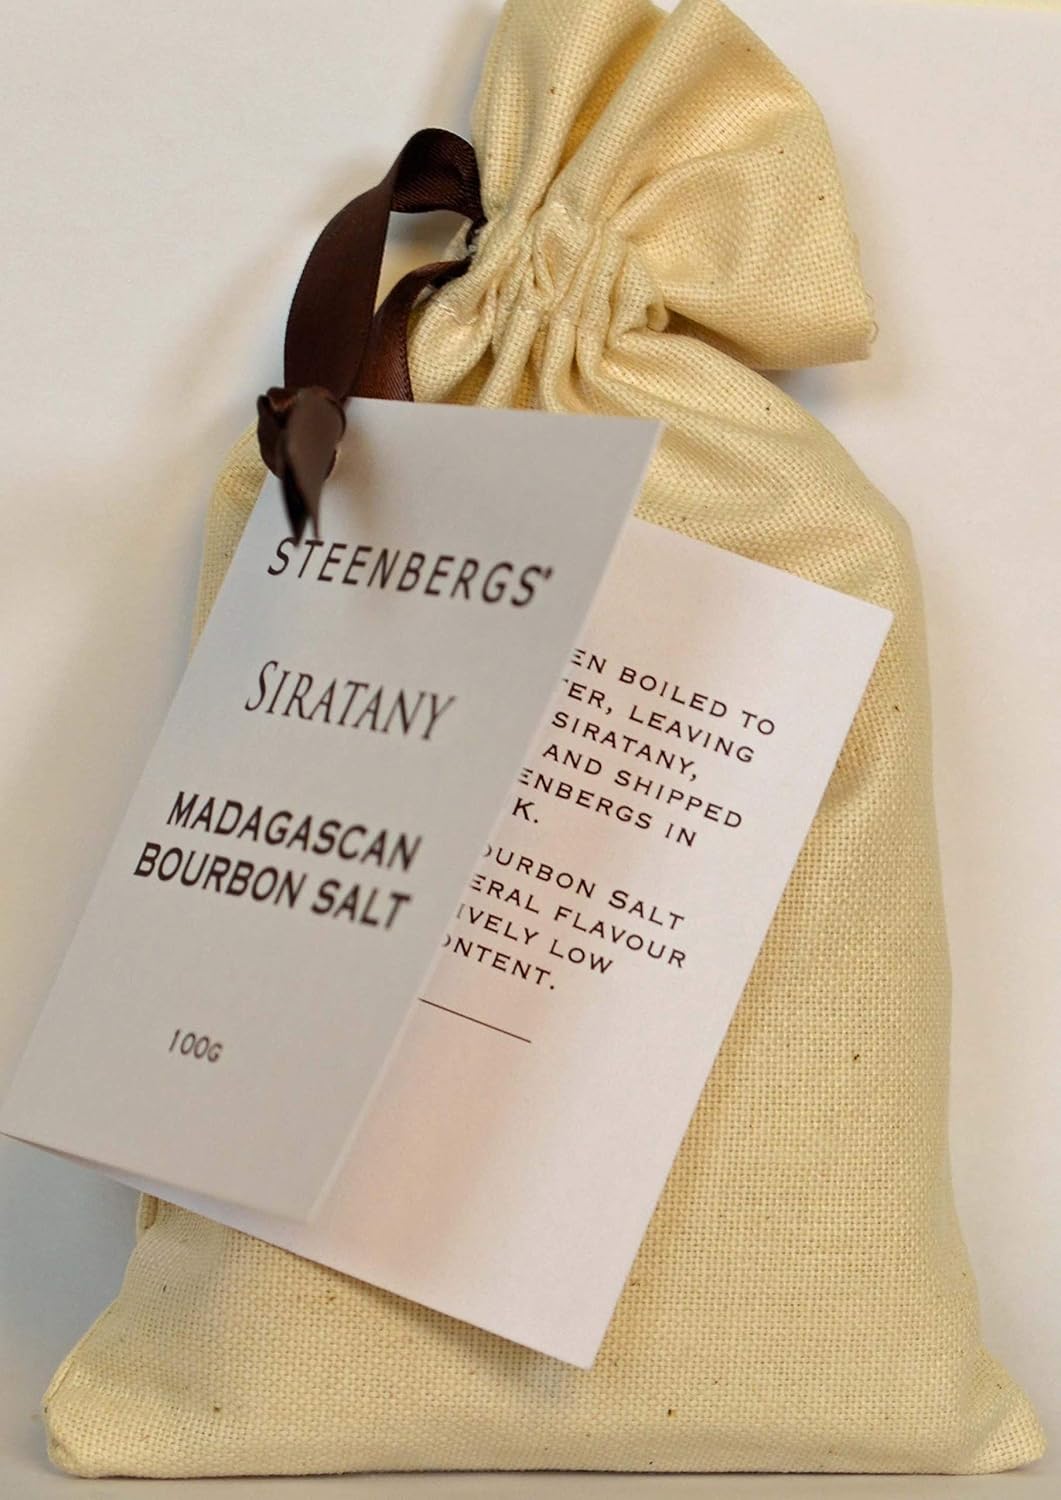 STEENBERGS®
SIRATANY
MADAGASCAN
BOURBON SALT
100G
EN BOILED TO
ER, LEAVING
SIRATANY,
AND SHIPPED
ENBERGS IN
K.
OURBON SALT
ERAL FLAVOUR
IVELY LOW
ONTENT.